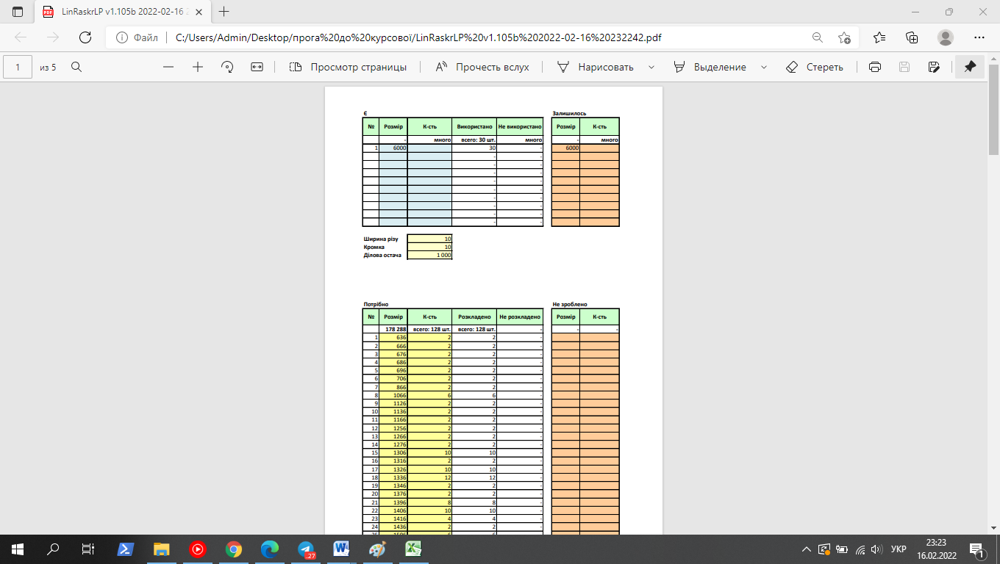 LinRaskrLP v1.105b 2022-02-16 2
Файл C:/Users/Admin/Desktop/прога%20до%20курсової/LinRaskrLP%20v1.105b%202022-02-16%20232242.pdf
1 из 5 Просмотр страницы Прочесть вслух Нарисовать Выделение Стереть
Є Залишилось
№ Розмір К-сть Використано Не використано Розмір К-сть
- много всего: 30 шт. много - много
1 6000 30 - 6000
- -
- -
- -
- -
- -
- -
- -
- -
- -
Ширина різу 10
Кромка 10
Ділова остача 1 000
Потрібно Не зроблено
№ Розмір К-сть Розкладено Не розкладено Розмір К-сть
178 288 всего: 128 шт. всего: 128 шт. - - -
1 636 2 2 -
2 666 2 2 -
3 676 2 2 -
4 686 2 2 -
5 696 2 2 -
6 706 2 2 -
7 866 2 2 -
8 1066 6 6 -
9 1126 2 2 -
10 1136 2 2 -
11 1166 2 2 -
12 1256 2 2 -
13 1266 2 2 -
14 1276 2 2 -
15 1306 10 10 -
16 1316 2 2 -
17 1326 10 10 -
18 1336 12 12 -
19 1346 2 2 -
20 1376 2 2 -
21 1396 8 8 -
22 1406 10 10 -
23 1416 4 4 -
24 1436 2 2 -
27 УКР 23:23
16.02.2022 1